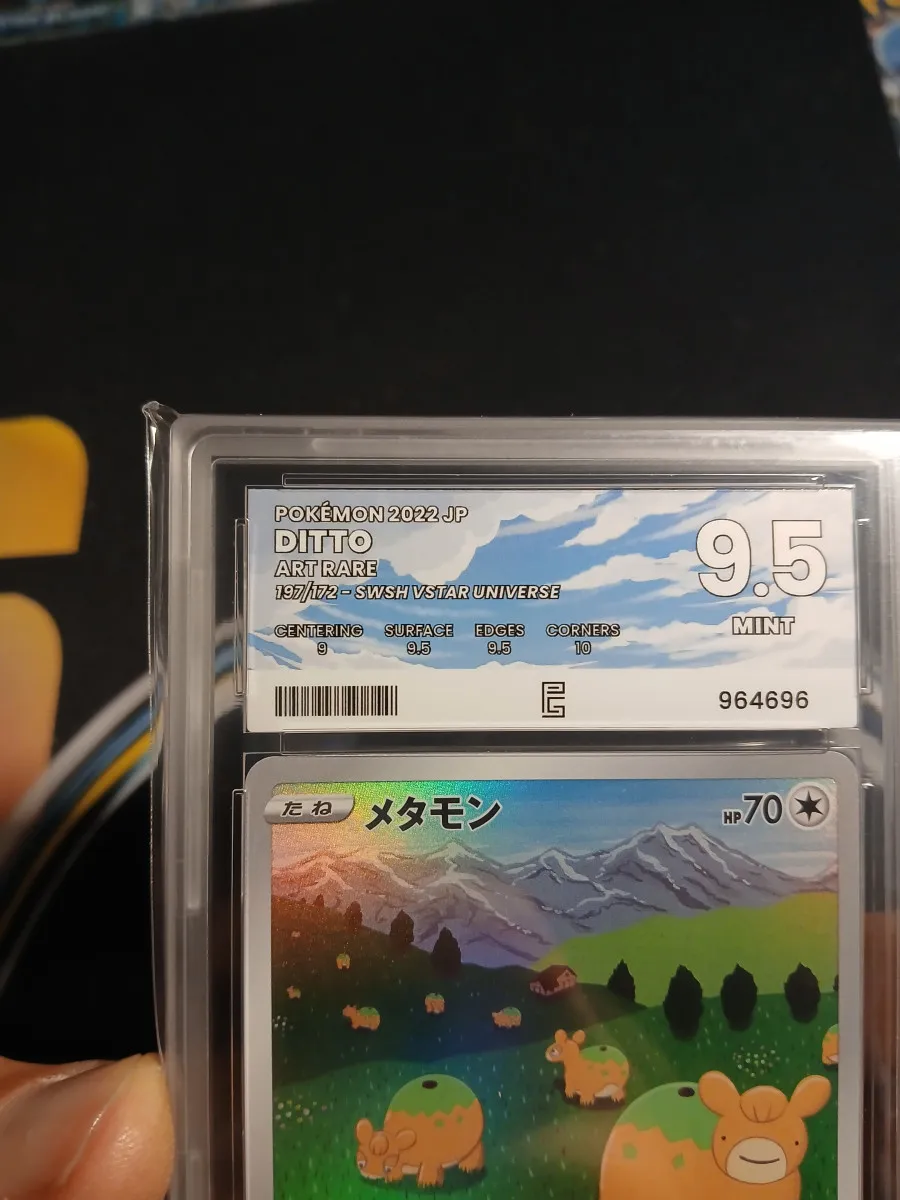 POKÉMON 2022 JP
DITTO
ART RARE
197/172 - SWSH VSTAR UNIVERSE
9.5
MINT
CENTERING SURFACE EDGES CORNERS
9 9.5 9.5 10
964696
たね メタモン HP70